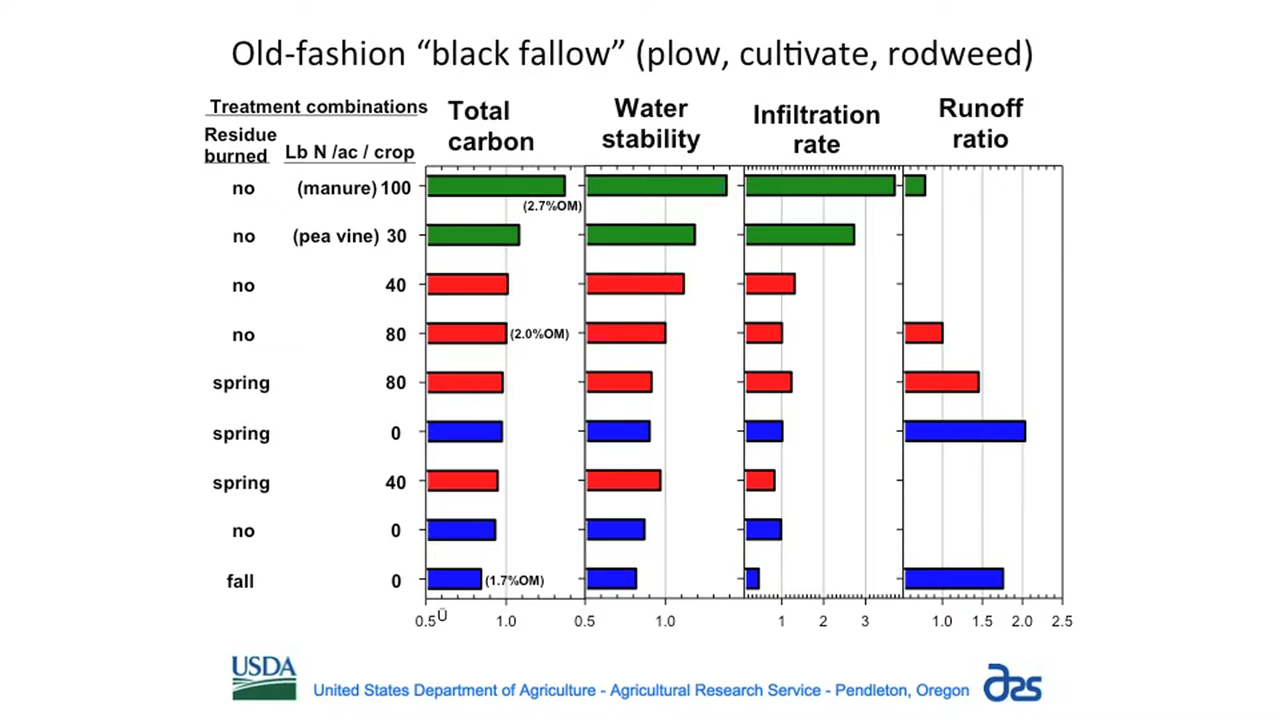 Old-fashion “black fallow” (plow, cultivate, rodweed)
Treatment combinations
Residue burned
Lb N /ac / crop
Total carbon
Water stability
Infiltration rate
Runoff ratio
no (manure) 100
(2.7%OM)
no (pea vine) 30
no 40
no 80 (2.0%OM)
spring 80
spring 0
spring 40
no 0
fall 0 (1.7%OM)
0.5Ü 1.0 0.5 1.0 1 2 3 1.0 1.5 2.0 2.5
USDA
United States Department of Agriculture - Agricultural Research Service - Pendleton, Oregon
ars